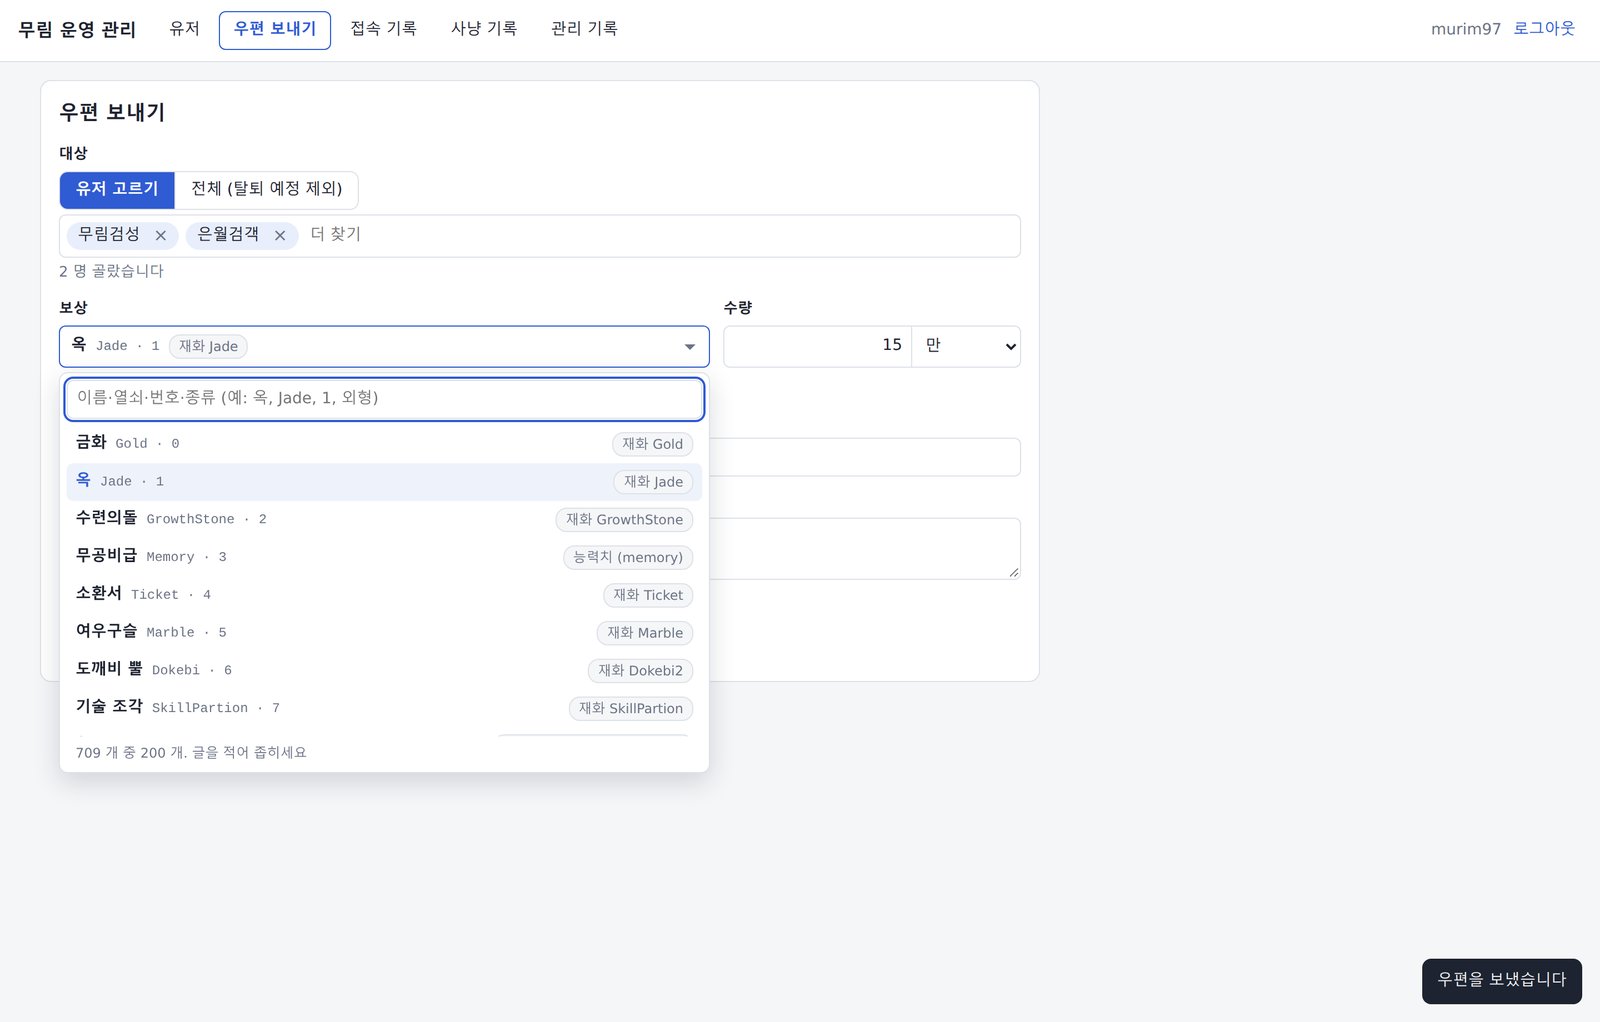 무림 운영 관리 유저 우편 보내기 접속 기록 사냥 기록 관리 기록 murim97 로그아웃
우편 보내기
대상
유저 고르기 전체 (탈퇴 예정 제외)
무림검성 × 은월검객 × 더 찾기
2 명 골랐습니다
보상 수량
옥 Jade · 1 재화 Jade 15 만
이름·열쇠·번호·종류 (예: 옥, Jade, 1, 외형)
금화 Gold · 0 재화 Gold
옥 Jade · 1 재화 Jade
수련의돌 GrowthStone · 2 재화 GrowthStone
무공비급 Memory · 3 능력치 (memory)
소환서 Ticket · 4 재화 Ticket
여우구슬 Marble · 5 재화 Marble
도깨비 뿔 Dokebi · 6 재화 Dokebi2
기술 조각 SkillPartion · 7 재화 SkillPartion
709 개 중 200 개. 글을 적어 좁히세요
우편을 보냈습니다